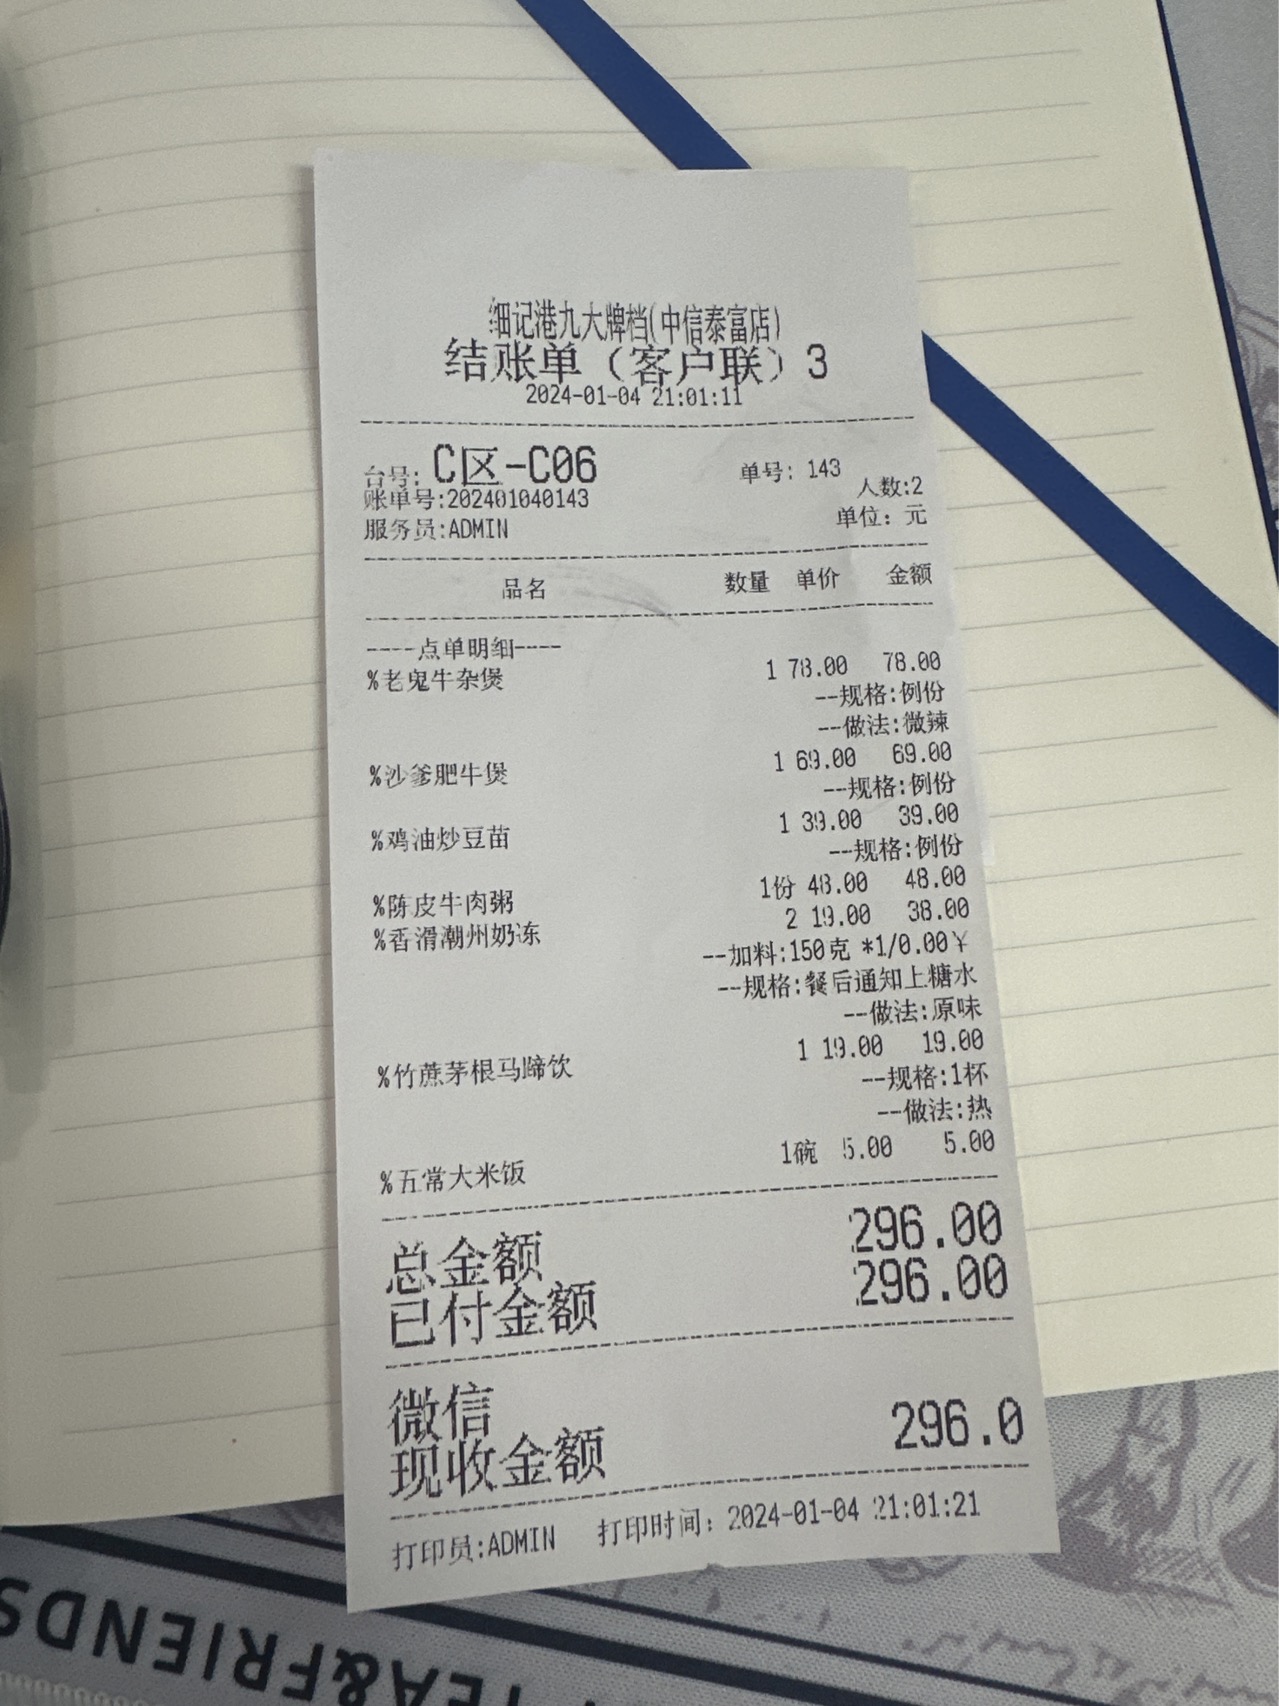 细记港九大牌档(中信泰富店)
结账单（客户联）3
2024-01-04 21:01:11
台号: C区-C06 单号: 143
账单号:202401040143 人数:2
服务员:ADMIN 单位: 元
品名 数量 单价 金额
----点单明细----
%老鬼牛杂煲 1 78.00 78.00
--规格:例份
--做法:微辣
%沙爹肥牛煲 1 69.00 69.00
--规格:例份
%鸡油炒豆苗 1 39.00 39.00
--规格:例份
%陈皮牛肉粥 1份 48.00 48.00
%香滑潮州奶冻 2 19.00 38.00
--加料:150克 *1/0.00￥
--规格:餐后通知上糖水
--做法:原味
%竹蔗茅根马蹄饮 1 19.00 19.00
--规格:1杯
--做法:热
%五常大米饭 1碗 5.00 5.00
总金额 296.00
已付金额 296.00
微信
现收金额 296.0
打印员:ADMIN 打印时间: 2024-01-04 21:01:21
TEA&FRIENDS